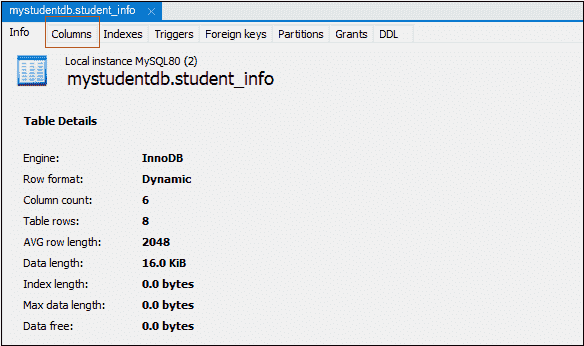 mystudentdb.student_info ×
Info Columns Indexes Triggers Foreign keys Partitions Grants DDL
Local instance MySQL80 (2)
mystudentdb.student_info
Table Details
Engine: InnoDB
Row format: Dynamic
Column count: 6
Table rows: 8
AVG row length: 2048
Data length: 16.0 KiB
Index length: 0.0 bytes
Max data length: 0.0 bytes
Data free: 0.0 bytes